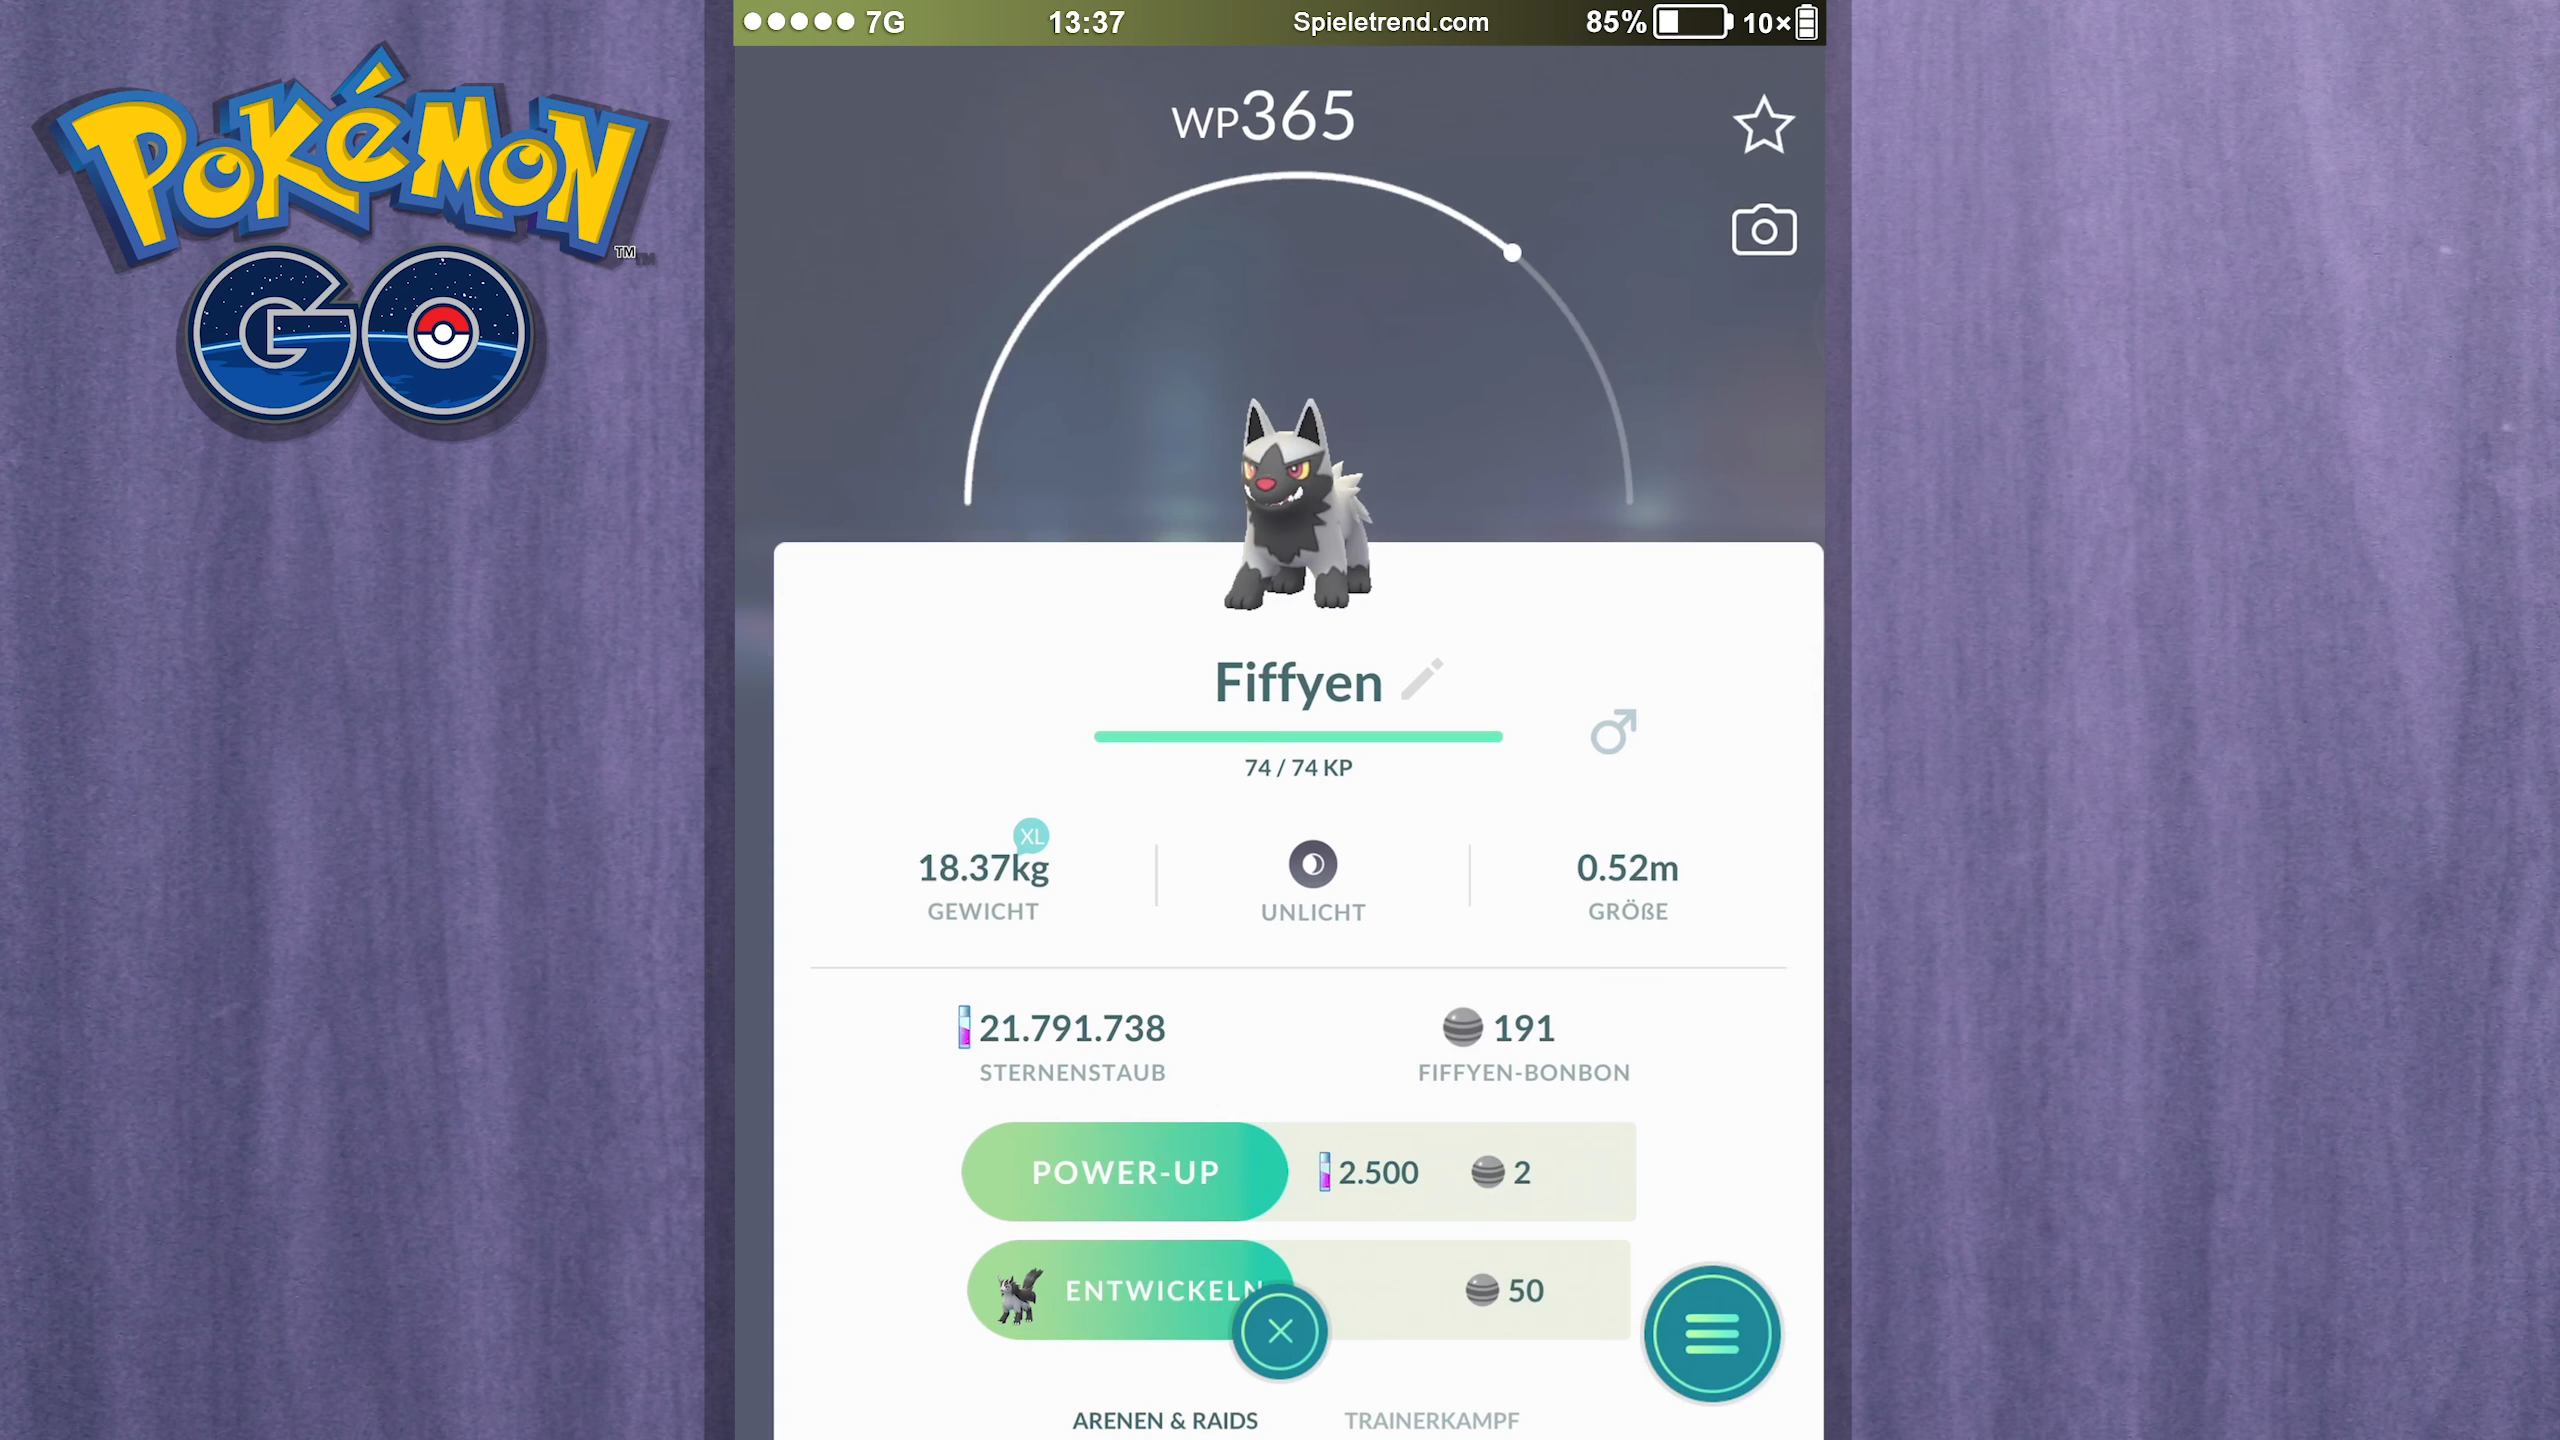 7G 13:37 Spieletrend.com 85% 10×
POKéMON
TM
GO
WP365
Fiffyen
74 / 74 KP
XL
18.37kg
GEWICHT
UNLICHT
0.52m
GRÖßE
21.791.738
STERNENSTAUB
191
FIFFYEN-BONBON
POWER-UP 2.500 2
ENTWICKELN 50
ARENEN & RAIDS TRAINERKAMPF